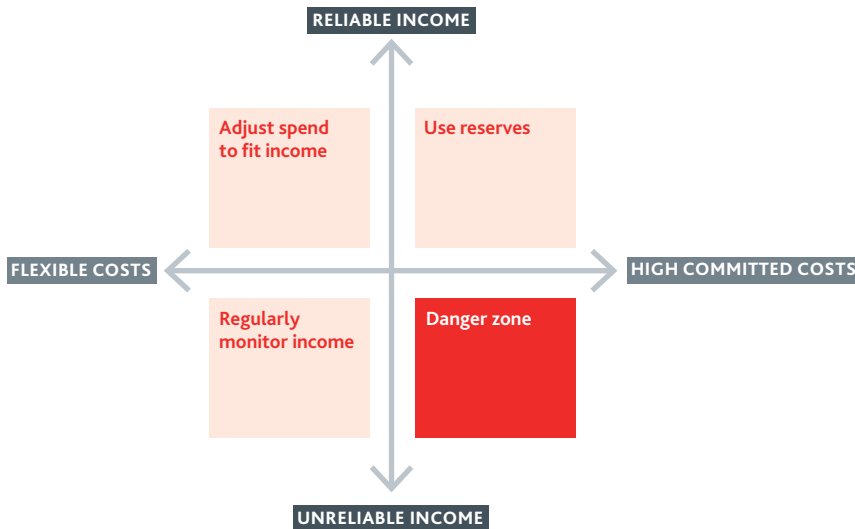 RELIABLE INCOME
Adjust spend
to fit income
Use reserves
FLEXIBLE COSTS
HIGH COMMITTED COSTS
Regularly
monitor income
Danger zone
UNRELIABLE INCOME